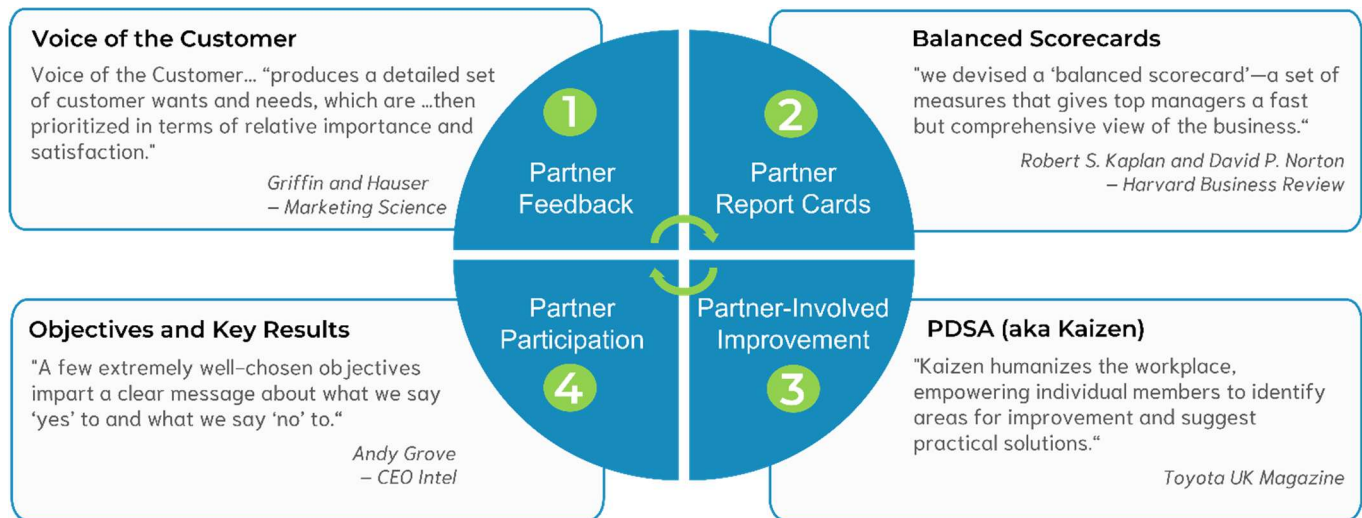 Voice of the Customer
Voice of the Customer... “produces a detailed set
of customer wants and needs, which are ...then
prioritized in terms of relative importance and
satisfaction."
Griffin and Hauser
– Marketing Science
1
Partner
Feedback
2
Partner
Report Cards
Balanced Scorecards
"we devised a ‘balanced scorecard’—a set of
measures that gives top managers a fast
but comprehensive view of the business.“
Robert S. Kaplan and David P. Norton
– Harvard Business Review
Objectives and Key Results
"A few extremely well-chosen objectives
impart a clear message about what we say
‘yes’ to and what we say ‘no’ to.“
Andy Grove
– CEO Intel
Partner
Participation
4
Partner-Involved
Improvement
3
PDSA (aka Kaizen)
"Kaizen humanizes the workplace,
empowering individual members to identify
areas for improvement and suggest
practical solutions.“
Toyota UK Magazine